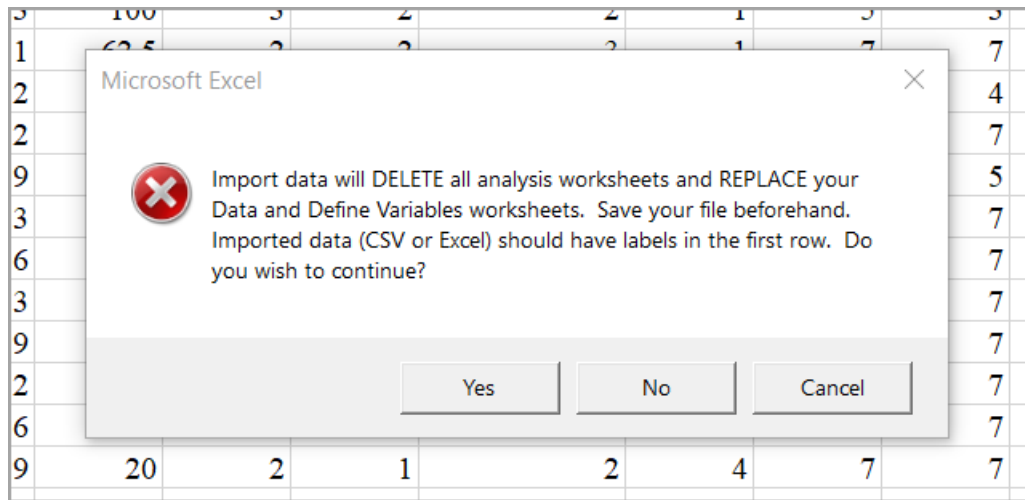 1 7
Microsoft Excel
2 4
2 7
9 5
Import data will DELETE all analysis worksheets and REPLACE your
3 7
Data and Define Variables worksheets. Save your file beforehand.
Imported data (CSV or Excel) should have labels in the first row. Do
6 7
you wish to continue?
3 7
9 7
2 7
Yes No Cancel
6 7
9 20 2 1 2 4 7 7